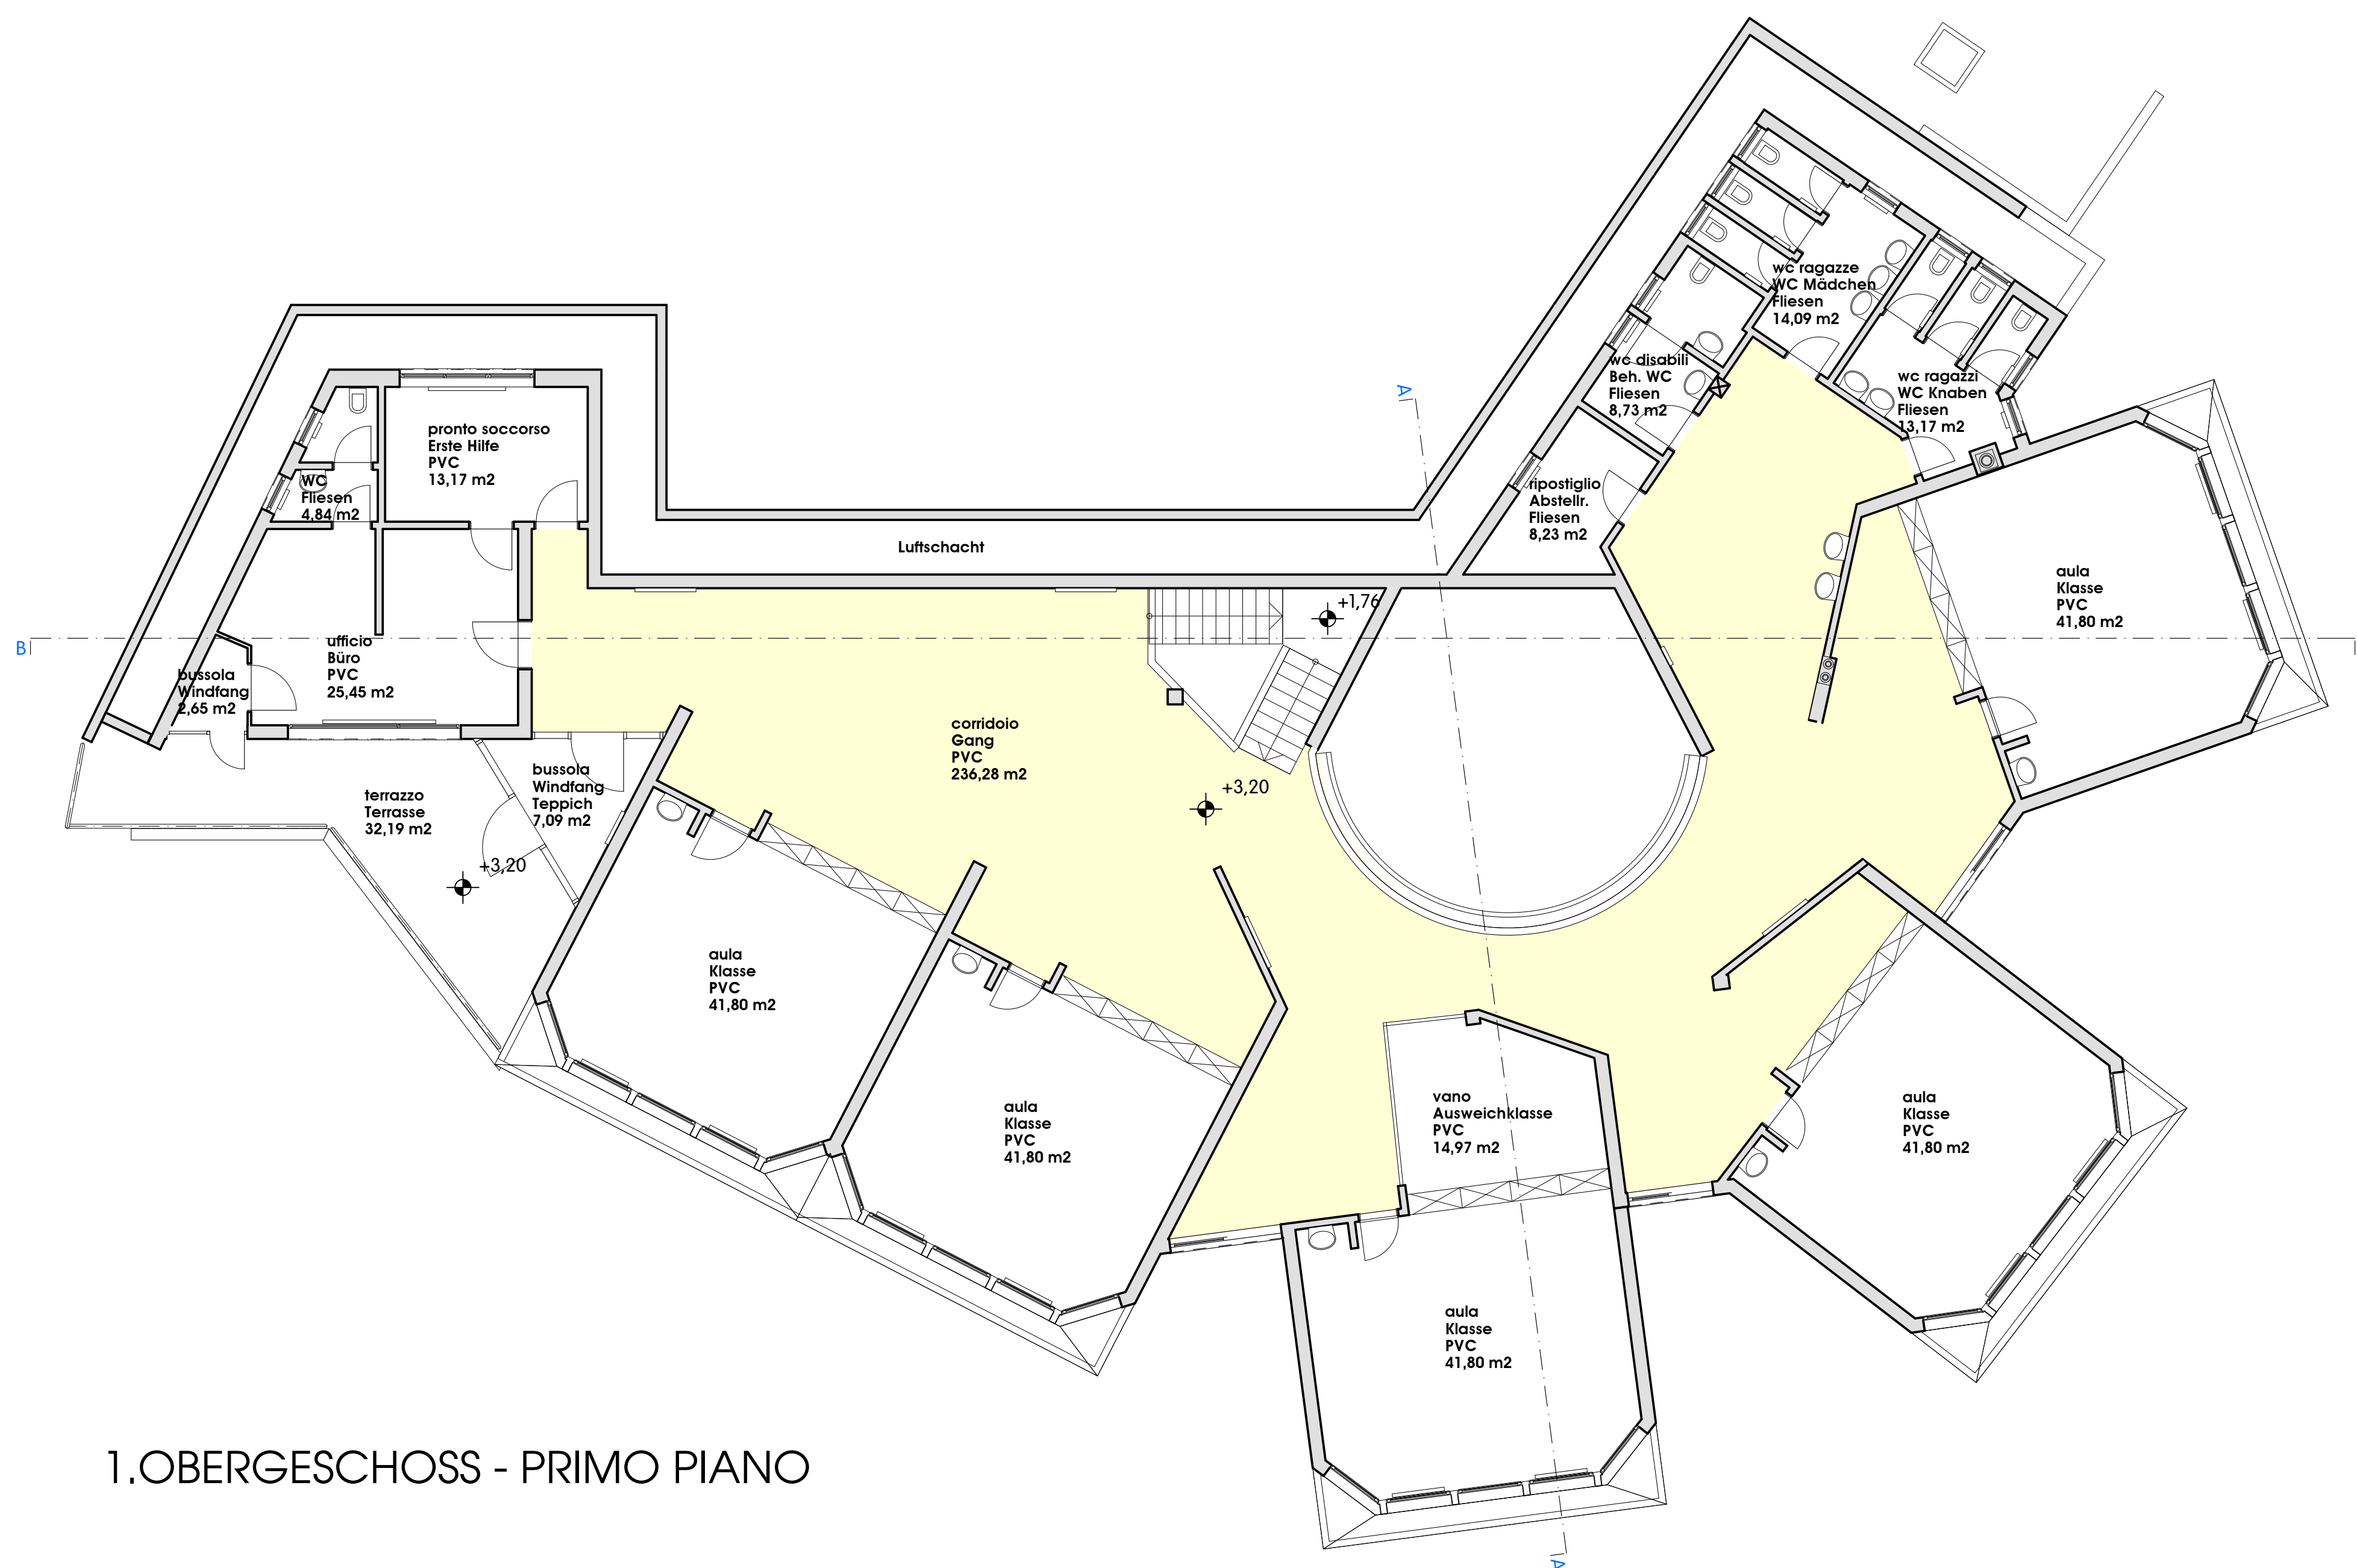 wc ragazze
WC Mädchen
Fliesen
14,09 m2
wc disabili
Beh. WC
Fliesen
8,73 m2
wc ragazzi
WC Knaben
Fliesen
13,17 m2
A
pronto soccorso
Erste Hilfe
PVC
13,17 m2
WC
Fliesen
4,84 m2
ripostiglio
Abstellr.
Fliesen
8,23 m2
Luftschacht
aula
Klasse
PVC
41,80 m2
+1,76
B
ufficio
Büro
PVC
25,45 m2
bussola
Windfang
2,65 m2
corridoio
Gang
PVC
236,28 m2
bussola
Windfang
Teppich
7,09 m2
terrazzo
Terrasse
32,19 m2
+3,20
+3,20
aula
Klasse
PVC
41,80 m2
aula
Klasse
PVC
41,80 m2
vano
Ausweichklasse
PVC
14,97 m2
aula
Klasse
PVC
41,80 m2
aula
Klasse
PVC
41,80 m2
1.OBERGESCHOSS - PRIMO PIANO
A